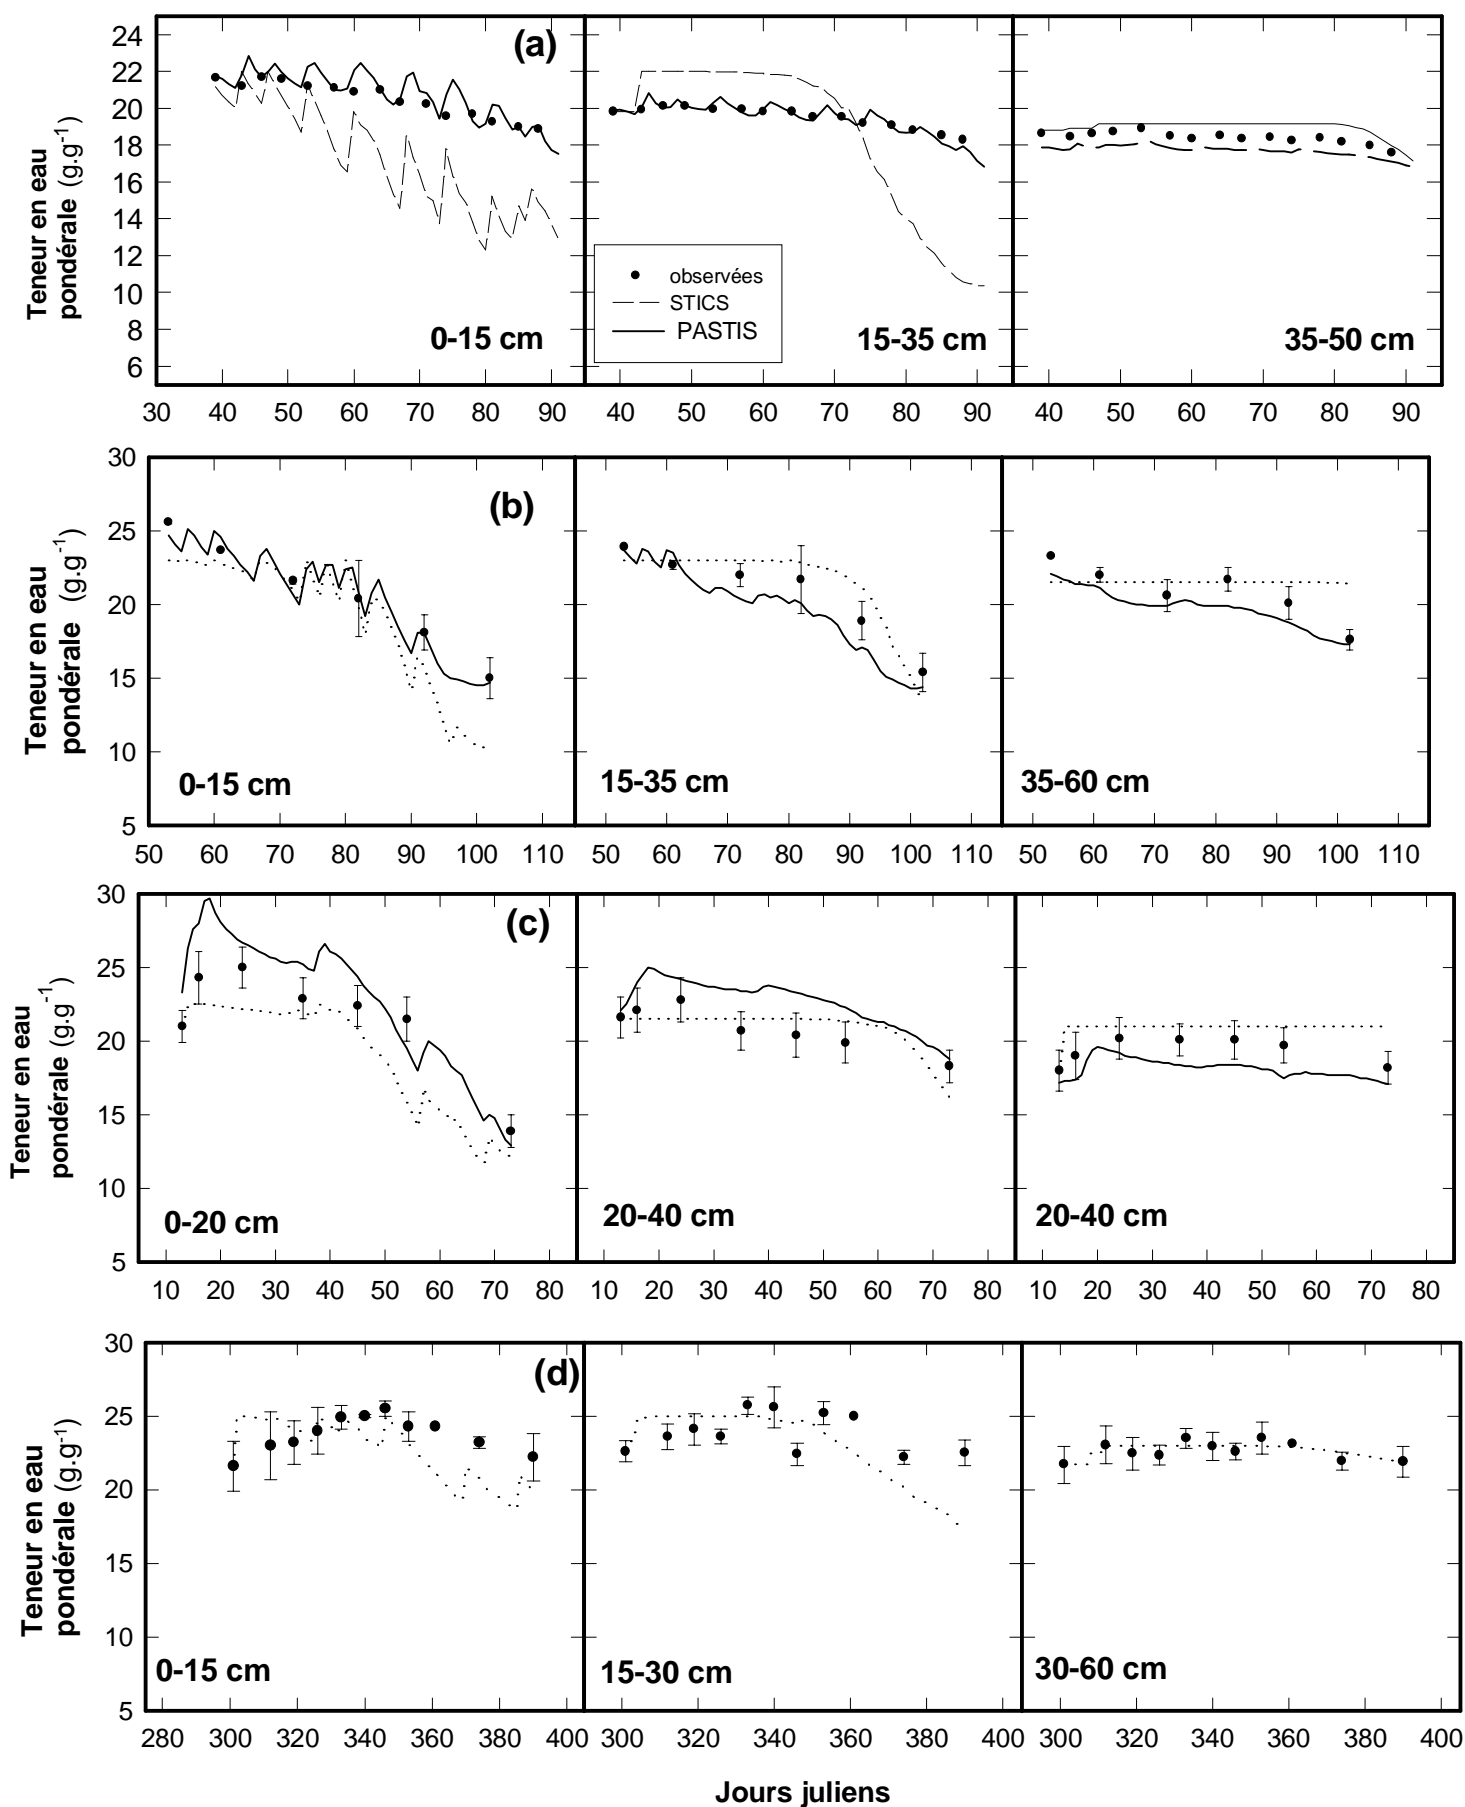 24
22
20
18
16
14
12
10
8
6
Teneur en eau
pondérale (g.g-1)
(a)
observées
STICS
PASTIS
0-15 cm
15-35 cm
35-50 cm
30 40 50 60 70 80 90
40 50 60 70 80 90
40 50 60 70 80 90
30
25
20
15
10
5
Teneur en eau
pondérale (g.g-1)
(b)
0-15 cm
15-35 cm
35-60 cm
50 60 70 80 90 100 110
50 60 70 80 90 100 110
50 60 70 80 90 100 110
30
25
20
15
10
5
Teneur en eau
pondérale (g.g-1)
(c)
0-20 cm
20-40 cm
20-40 cm
10 20 30 40 50 60 70 80
10 20 30 40 50 60 70 80
10 20 30 40 50 60 70 80
30
25
20
15
10
5
Teneur en eau
pondérale (g.g-1)
(d)
0-15 cm
15-30 cm
30-60 cm
280 300 320 340 360 380 400
300 320 340 360 380 400
300 320 340 360 380 400
Jours juliens